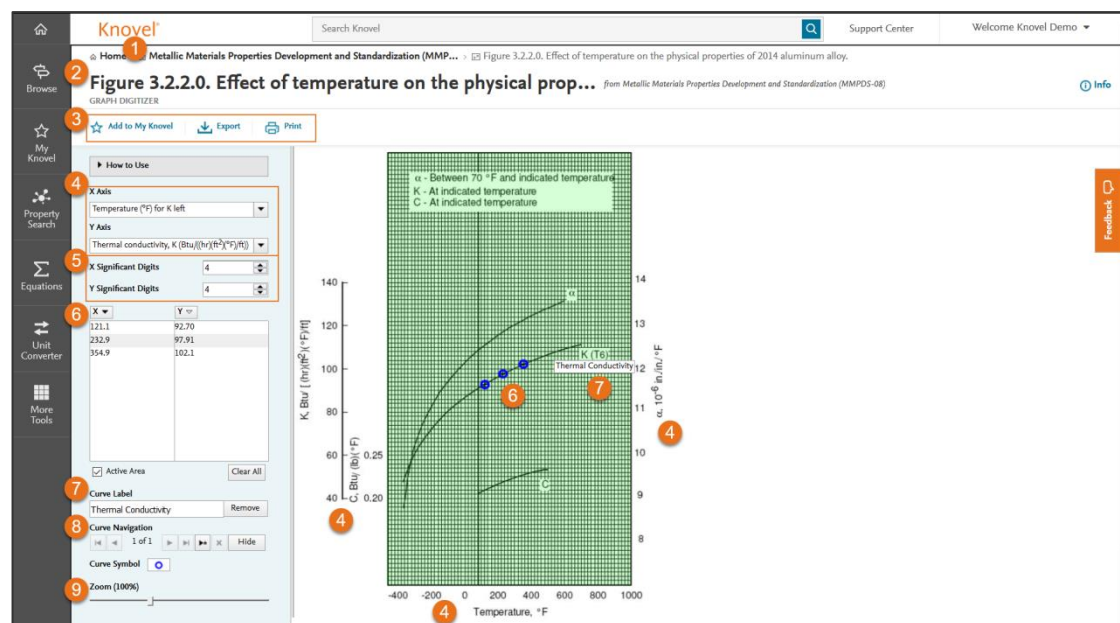 Knovel®
Search Knovel
Support Center
Welcome Knovel Demo
1
Home
Metallic Materials Properties Development and Standardization (MMP... > Figure 3.2.2.0. Effect of temperature on the physical properties of 2014 aluminum alloy.
2
Browse
Figure 3.2.2.0. Effect of temperature on the physical prop... from Metallic Materials Properties Development and Standardization (MMPDS-08)
Info
GRAPH DIGITIZER
3
Add to My Knovel
Export
Print
My
Knovel
Property
Search
Equations
Unit
Converter
More
Tools
How to Use
4
X Axis
Temperature (°F) for K left
Y Axis
Thermal conductivity, K (Btu/[(hr)(ft²)(°F)/ft])
5
X Significant Digits 4
Y Significant Digits 4
6
X Y
121.1 92.70
232.9 97.91
354.9 102.1
Active Area
Clear All
7
Curve Label
Thermal Conductivity
Remove
8
Curve Navigation
1 of 1
Hide
Curve Symbol
9
Zoom (100%)
α - Between 70 °F and indicated temperature
K - At indicated temperature
C - At indicated temperature
140
120
100
80
60
40
K, Btu/ [ (hr)(ft²)(°F)/ft]
0.25
0.20
C, Btu/ (lb)(°F)
4
α
K (T6)
Thermal Conductivity
6
7
C
14
13
12
11
10
9
8
α, 10⁻⁶ in./in./°F
4
-400 -200 0 200 400 600 800 1000
4
Temperature, °F
Feedback